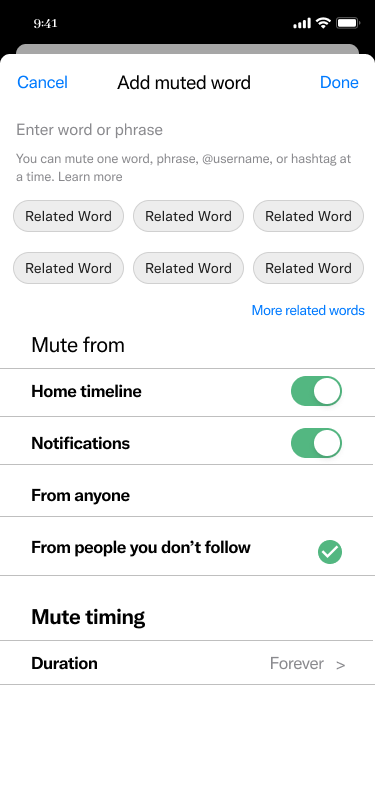 9:41
Cancel Add muted word Done
Enter word or phrase
You can mute one word, phrase, @username, or hashtag at
a time. Learn more
Related Word Related Word Related Word
Related Word Related Word Related Word
More related words
Mute from
Home timeline
Notifications
From anyone
From people you don’t follow
Mute timing
Duration Forever >